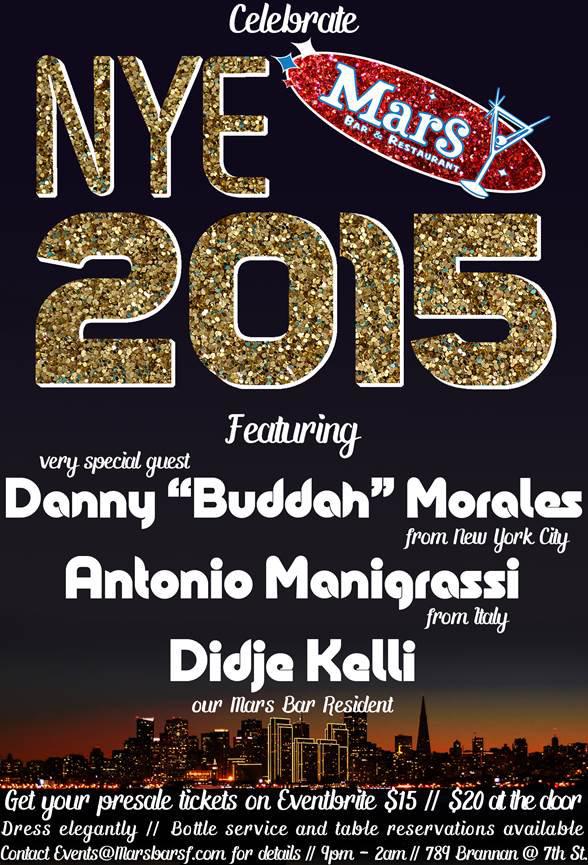 Celebrate
NYE
Mars
BAR & RESTAURANT
2015
Featuring
very special guest
Danny “Buddah” Morales
from New York City
Antonio Manigrassi
from Italy
Didje Kelli
our Mars Bar Resident
Get your presale tickets on Eventbrite $15 // $20 at the door
Dress elegantly // Bottle service and table reservations available
Contact Events@Marsbarsf.com for details // 9pm - 2am // 789 Brannan @ 7th St